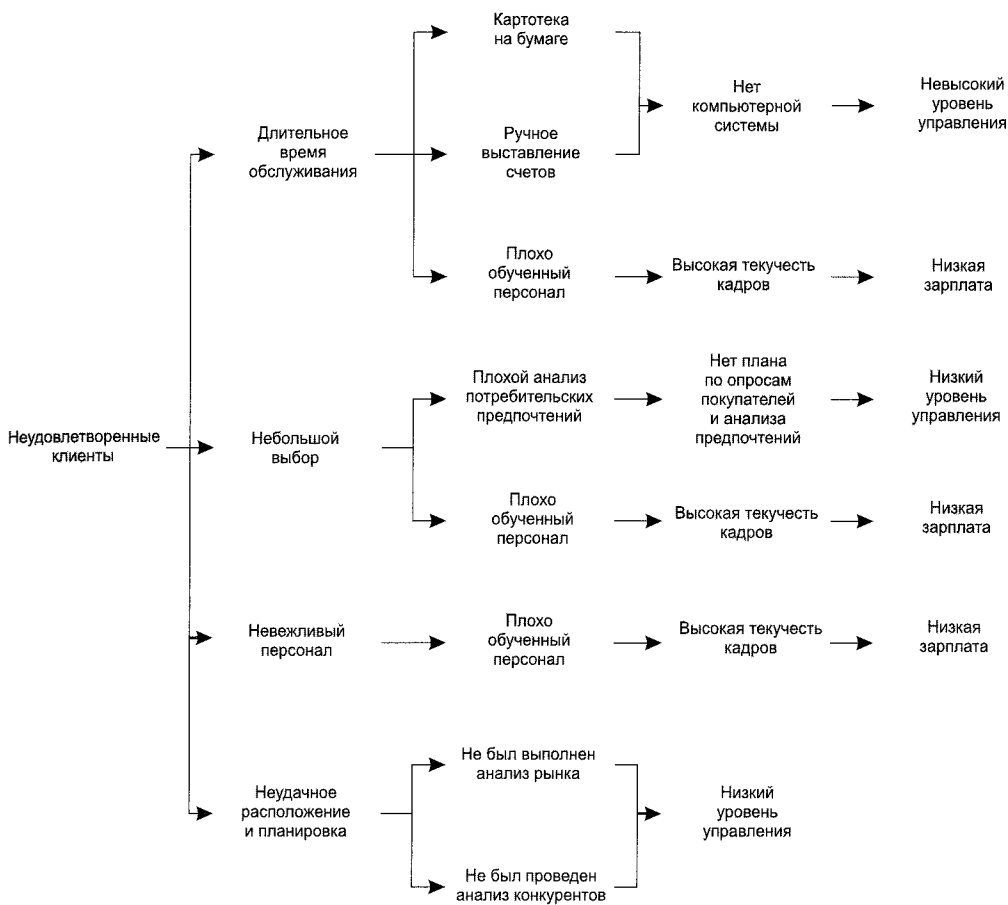 Картотека
на бумаге
Нет
компьютерной
системы
Невысокий
уровень
управления
Длительное
время
обслуживания
Ручное
выставление
счетов
Плохо
обученный
персонал
Высокая текучесть
кадров
Низкая
зарплата
Неудовлетворенные
клиенты
Небольшой
выбор
Плохой анализ
потребительских
предпочтений
Нет плана
по опросам
покупателей
и анализа
предпочтений
Низкий
уровень
управления
Плохо
обученный
персонал
Высокая текучесть
кадров
Низкая
зарплата
Невежливый
персонал
Плохо
обученный
персонал
Высокая текучесть
кадров
Низкая
зарплата
Неудачное
расположение
и планировка
Не был выполнен
анализ рынка
Не был проведен
анализ конкурентов
Низкий
уровень
управления